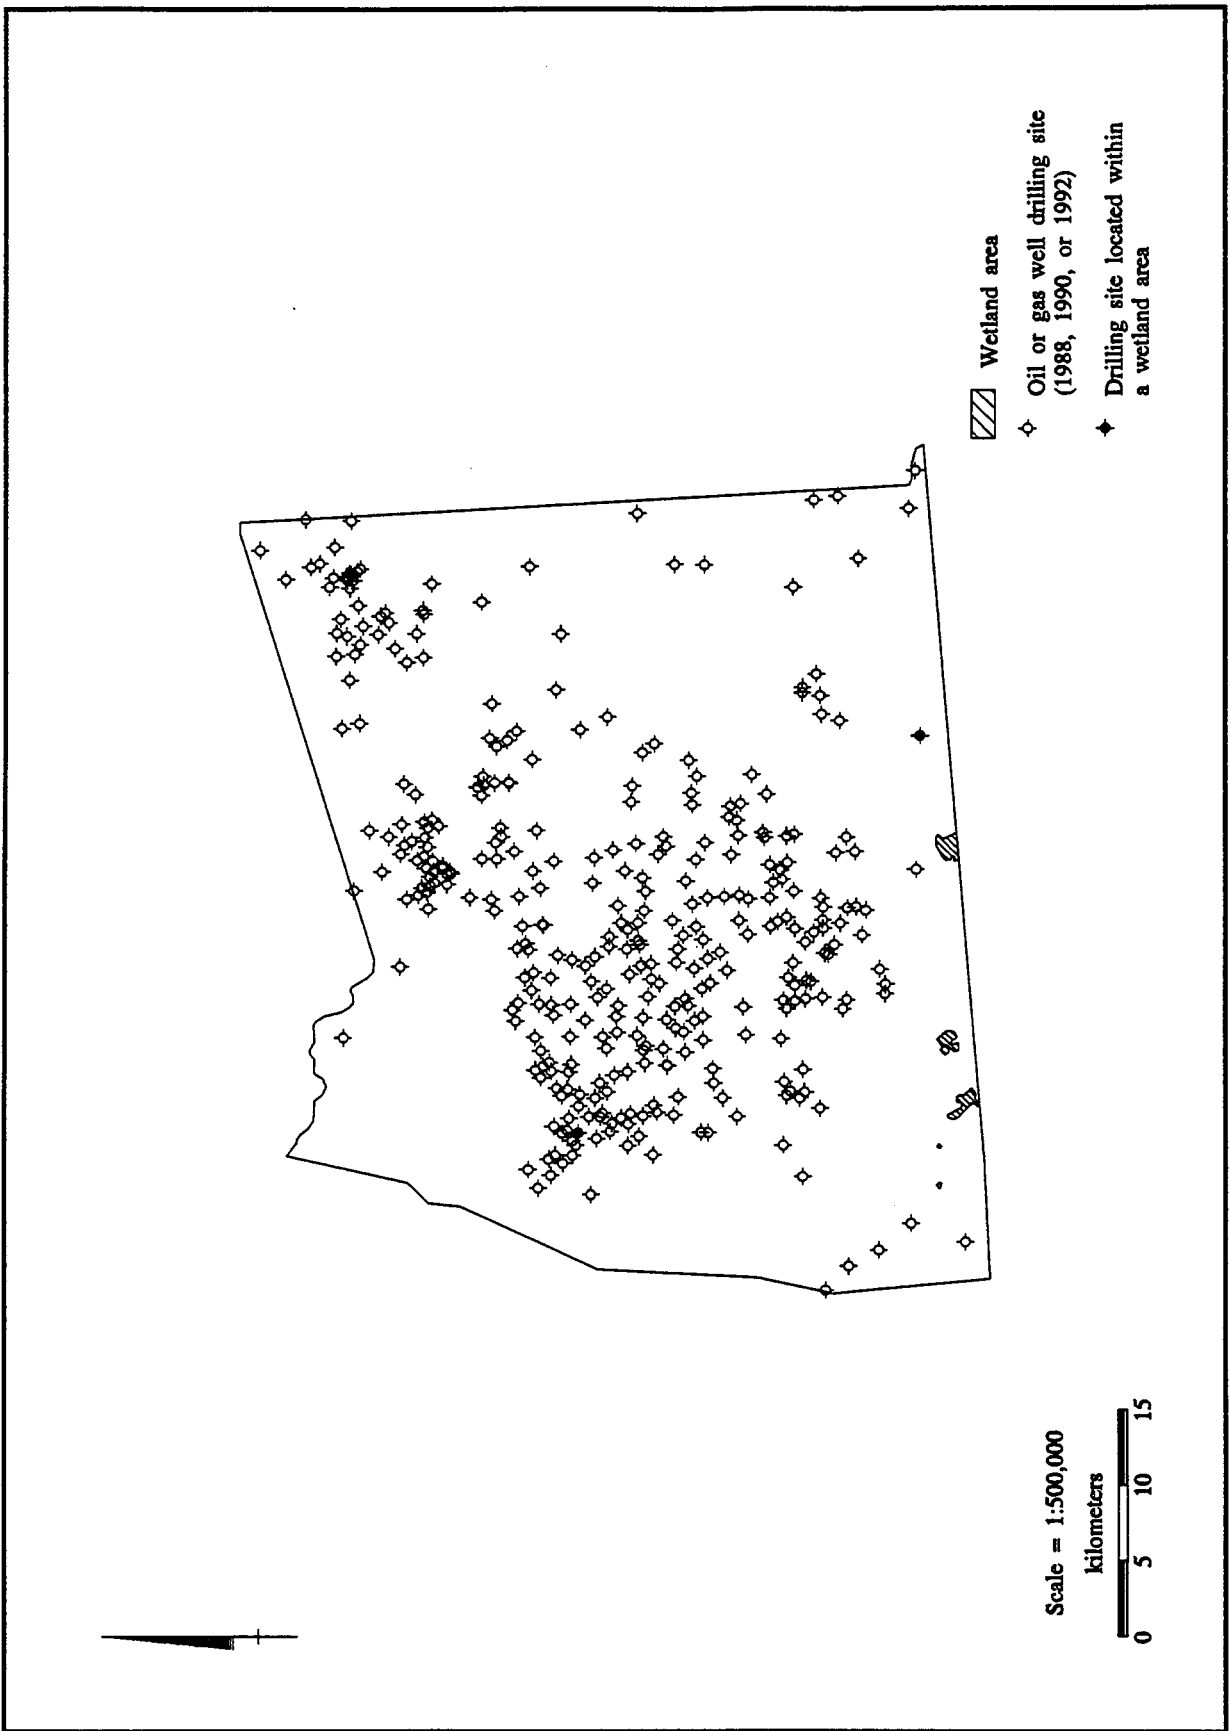 Wetland area
Oil or gas well drilling site
(1988, 1990, or 1992)
Drilling site located within
a wetland area
Scale = 1:500,000
kilometers
0 5 10 15